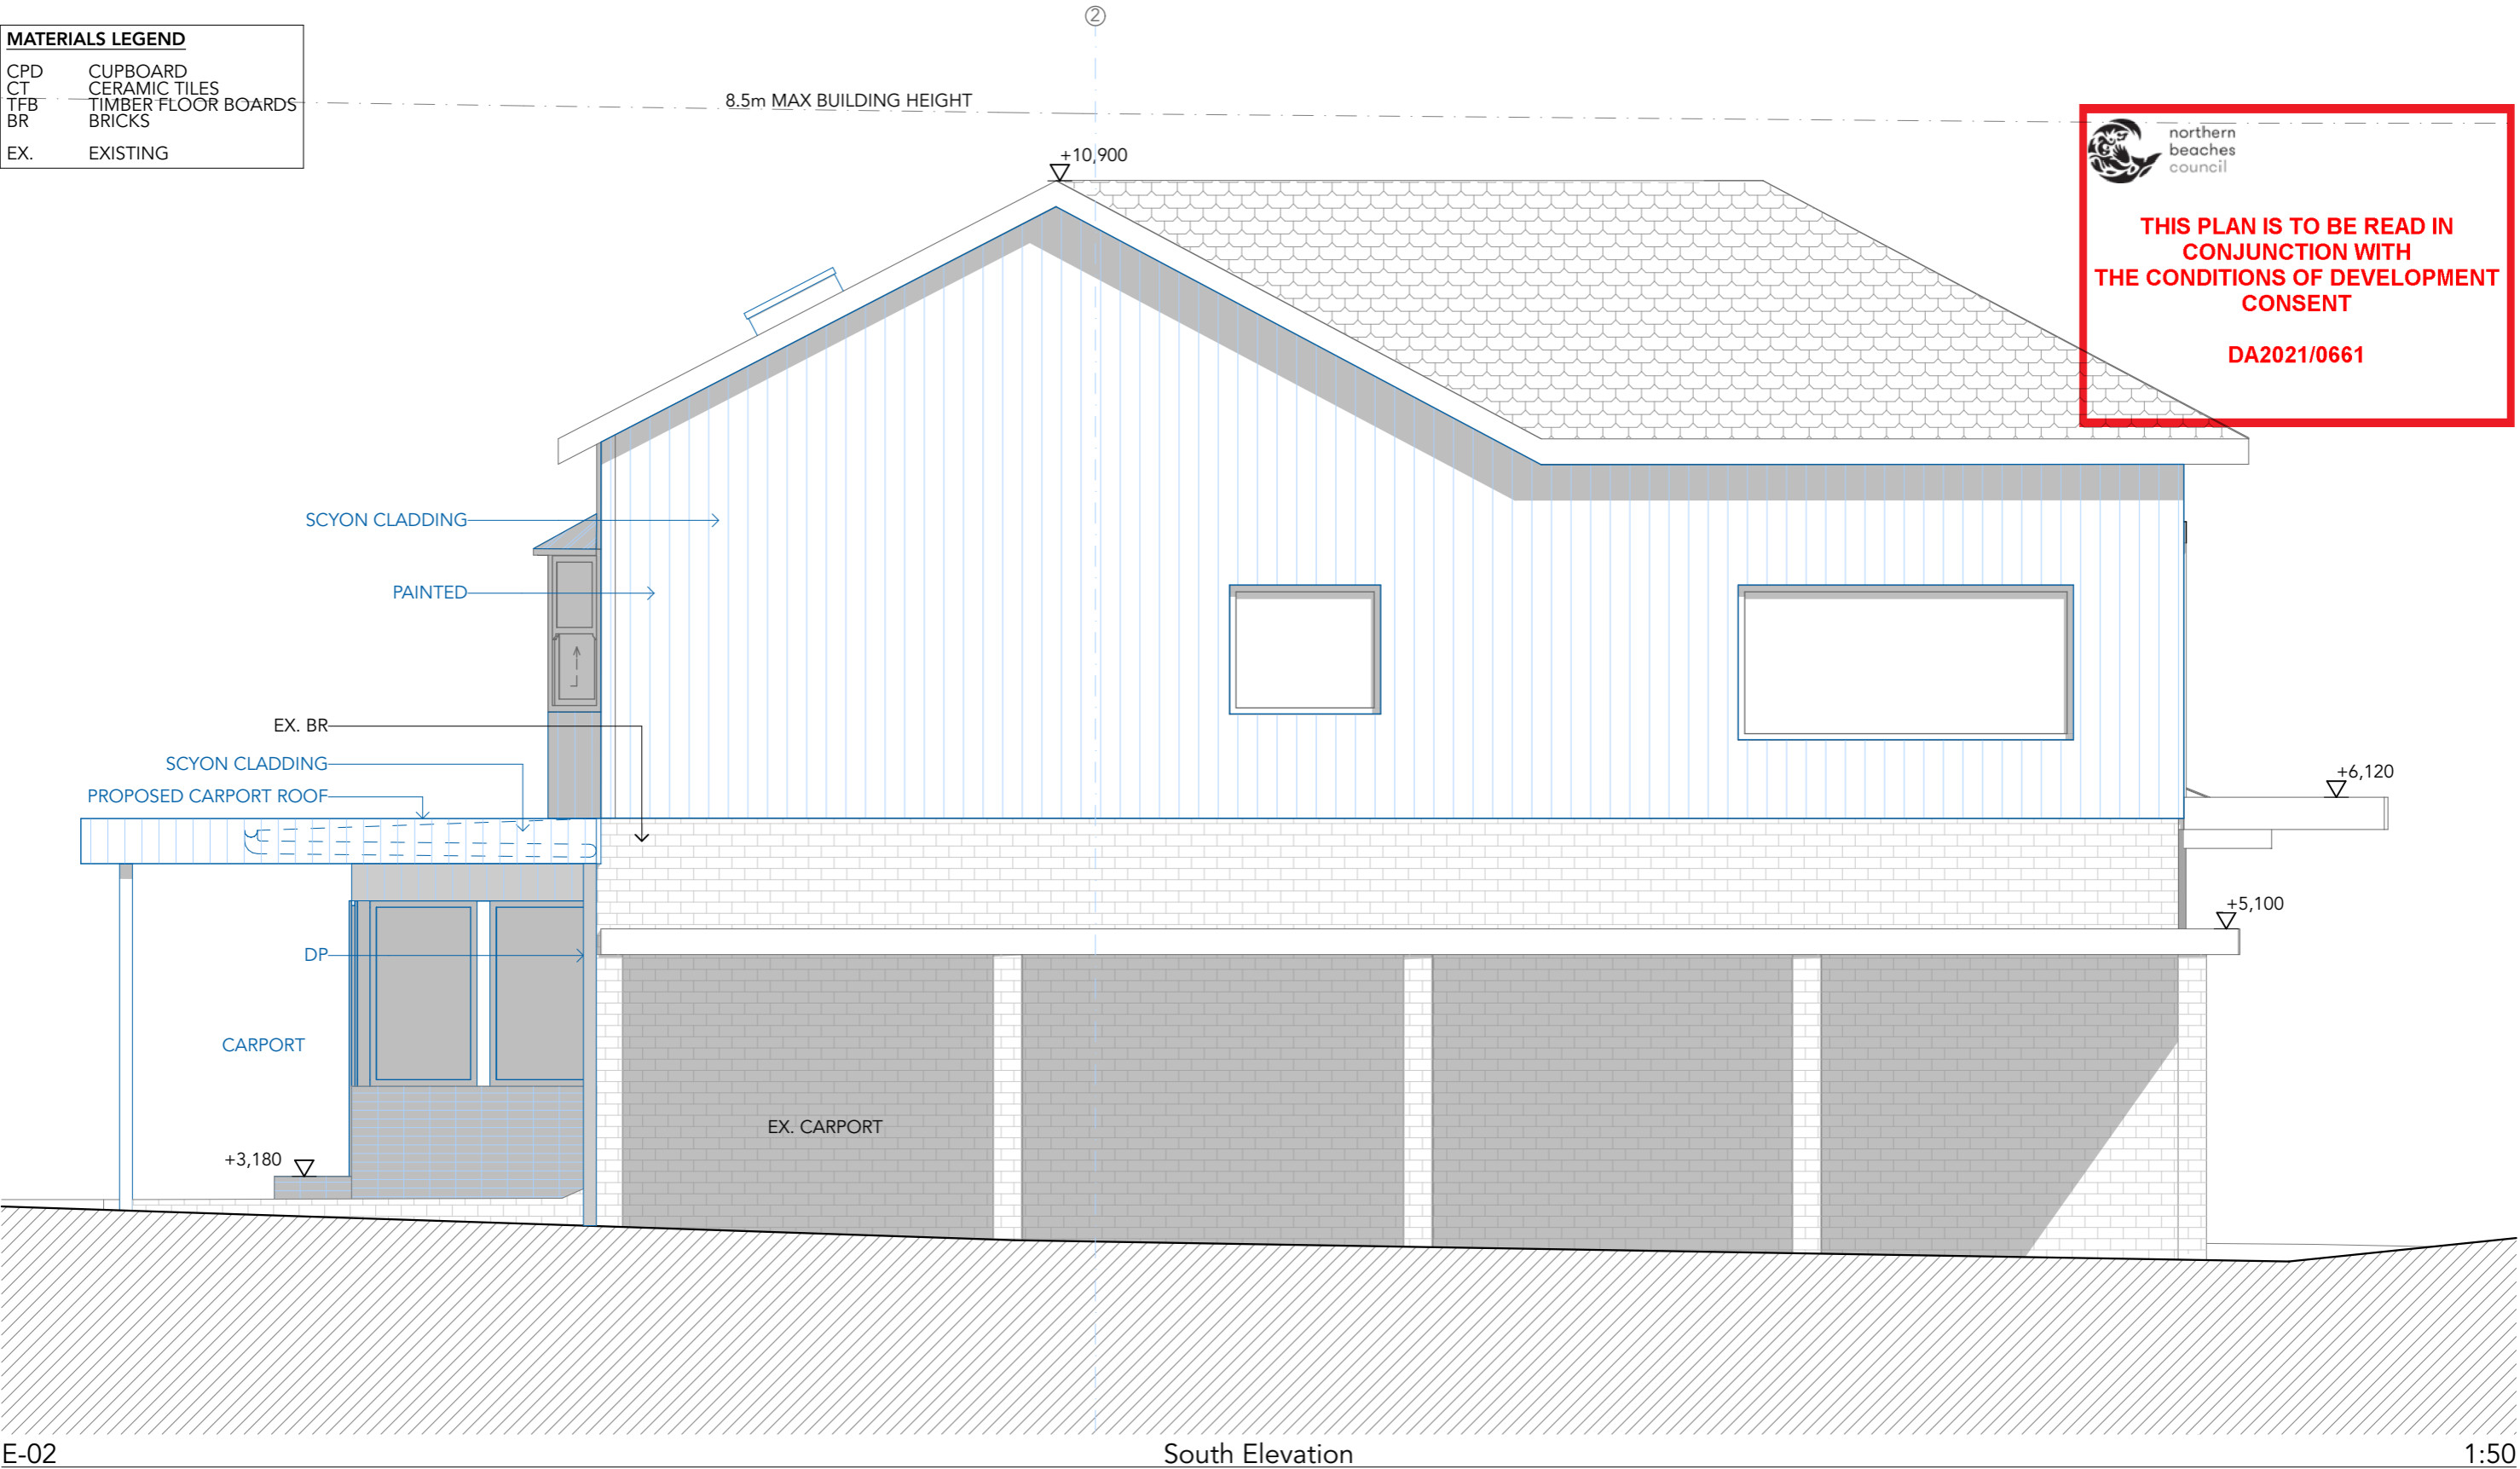 ②
MATERIALS LEGEND
CPD CUPBOARD
CT CERAMIC TILES
TFB TIMBER FLOOR BOARDS
BR BRICKS
EX. EXISTING
8.5m MAX BUILDING HEIGHT
+10,900
northern
beaches
council
THIS PLAN IS TO BE READ IN
CONJUNCTION WITH
THE CONDITIONS OF DEVELOPMENT
CONSENT
DA2021/0661
SCYON CLADDING
PAINTED
EX. BR
SCYON CLADDING
PROPOSED CARPORT ROOF
+6,120
+5,100
DP
CARPORT
EX. CARPORT
+3,180
E-02 South Elevation 1:50